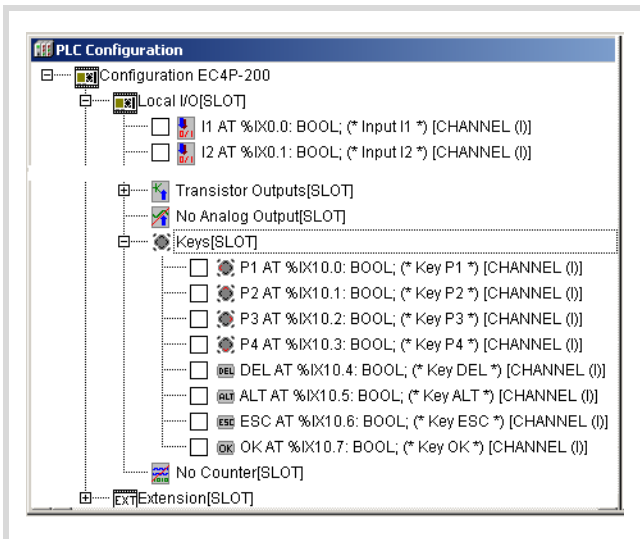 PLC Configuration
Configuration EC4P-200
Local I/O[SLOT]
I1 AT %IX0.0: BOOL; (* Input I1 *) [CHANNEL (I)]
I2 AT %IX0.1: BOOL; (* Input I2 *) [CHANNEL (I)]
Transistor Outputs[SLOT]
No Analog Output[SLOT]
Keys[SLOT]
P1 AT %IX10.0: BOOL; (* Key P1 *) [CHANNEL (I)]
P2 AT %IX10.1: BOOL; (* Key P2 *) [CHANNEL (I)]
P3 AT %IX10.2: BOOL; (* Key P3 *) [CHANNEL (I)]
P4 AT %IX10.3: BOOL; (* Key P4 *) [CHANNEL (I)]
DEL DEL AT %IX10.4: BOOL; (* Key DEL *) [CHANNEL (I)]
ALT ALT AT %IX10.5: BOOL; (* Key ALT *) [CHANNEL (I)]
ESC ESC AT %IX10.6: BOOL; (* Key ESC *) [CHANNEL (I)]
OK OK AT %IX10.7: BOOL; (* Key OK *) [CHANNEL (I)]
No Counter[SLOT]
EXT Extension[SLOT]